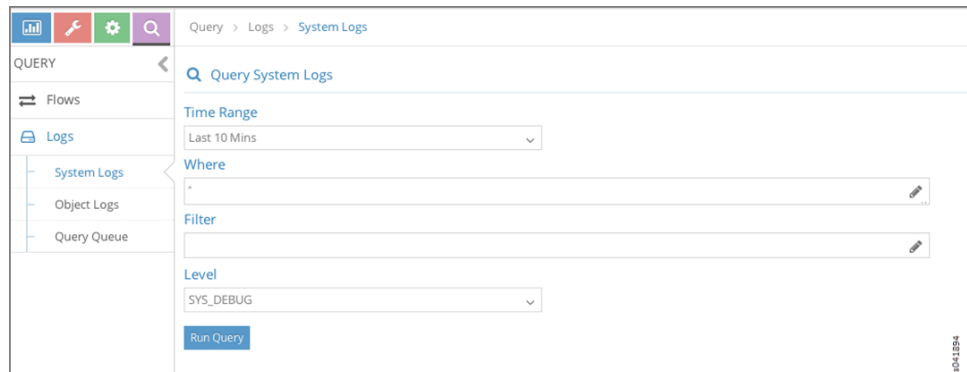 Query > Logs > System Logs
QUERY
Flows
Logs
System Logs
Object Logs
Query Queue
Query System Logs
Time Range
Last 10 Mins
Where
*
Filter
Level
SYS_DEBUG
Run Query
s041894